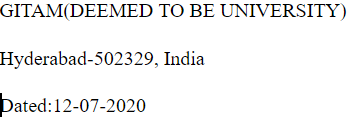 GITAM(DEEMED TO BE UNIVERSITY)
Hyderabad-502329, India
Dated:12-07-2020